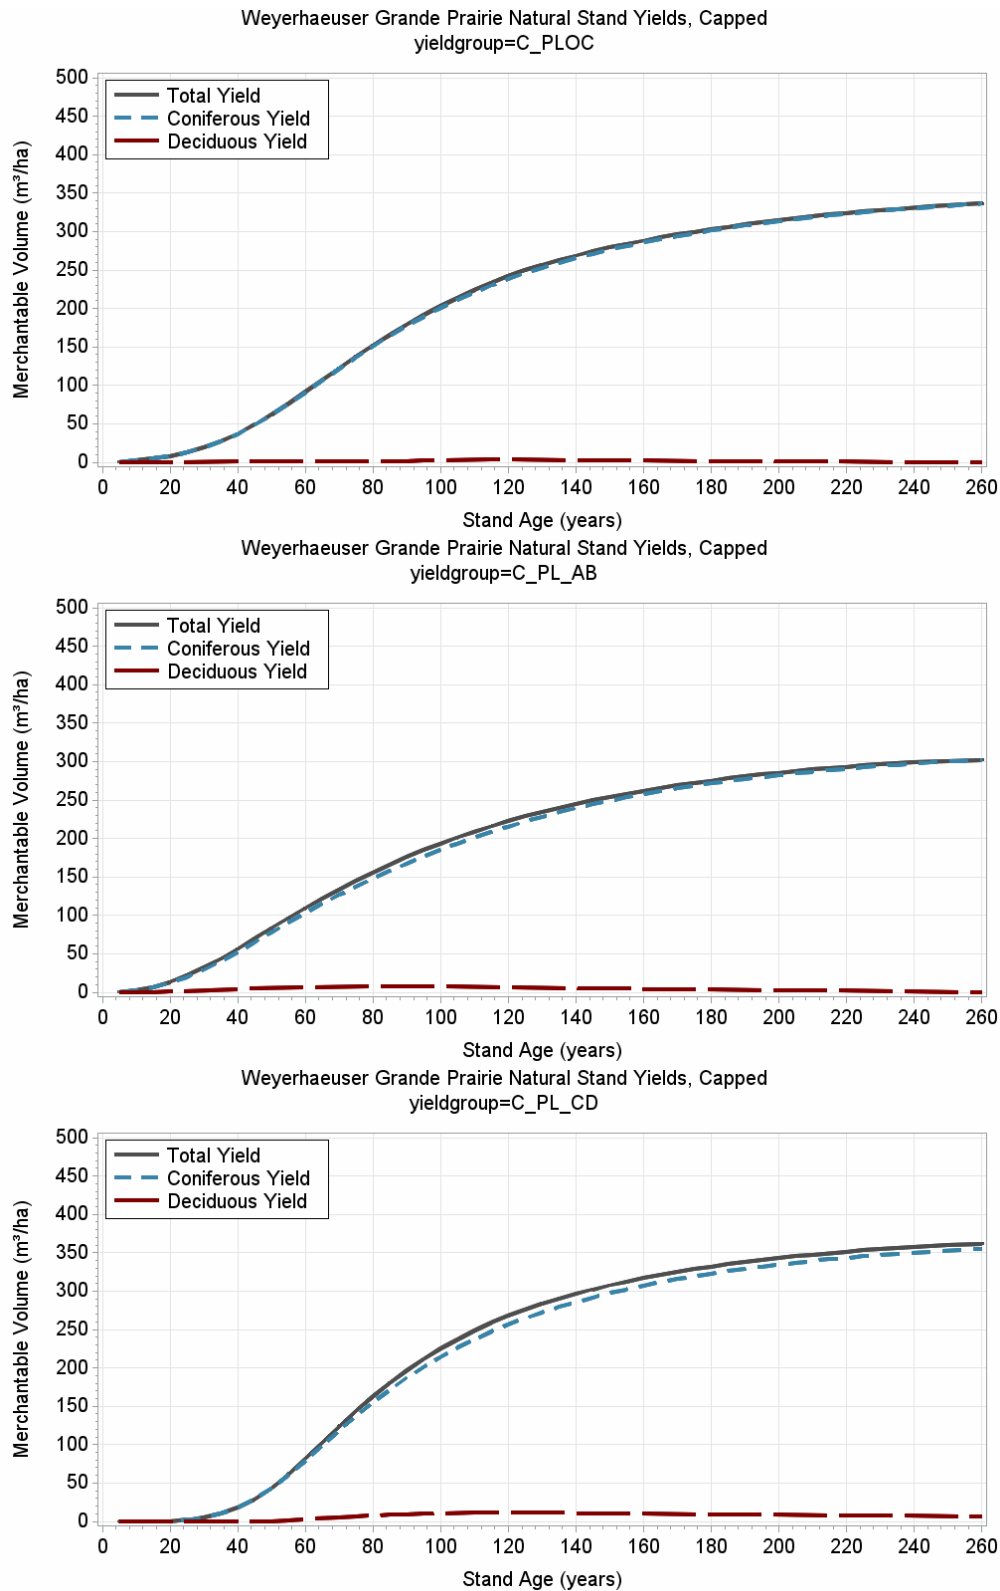 Weyerhaeuser Grande Prairie Natural Stand Yields, Capped
yieldgroup=C_PLOC
Total Yield
Coniferous Yield
Deciduous Yield
Merchantable Volume (m³/ha)
500
450
400
350
300
250
200
150
100
50
0
0 20 40 60 80 100 120 140 160 180 200 220 240 260
Stand Age (years)
Weyerhaeuser Grande Prairie Natural Stand Yields, Capped
yieldgroup=C_PL_AB
Total Yield
Coniferous Yield
Deciduous Yield
Merchantable Volume (m³/ha)
500
450
400
350
300
250
200
150
100
50
0
0 20 40 60 80 100 120 140 160 180 200 220 240 260
Stand Age (years)
Weyerhaeuser Grande Prairie Natural Stand Yields, Capped
yieldgroup=C_PL_CD
Total Yield
Coniferous Yield
Deciduous Yield
Merchantable Volume (m³/ha)
500
450
400
350
300
250
200
150
100
50
0
0 20 40 60 80 100 120 140 160 180 200 220 240 260
Stand Age (years)